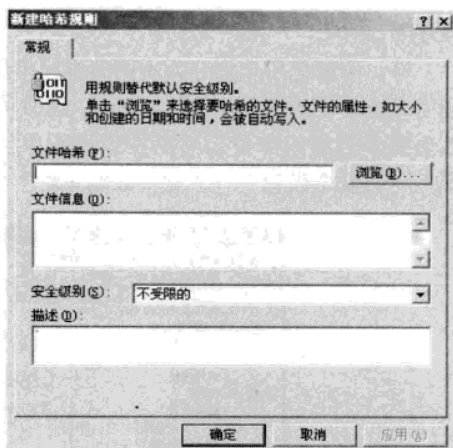 新建哈希规则
常规
用规则替代默认安全级别。
单击“浏览”来选择要哈希的文件。文件的属性，如大小
和创建的日期和时间，会被自动写入。
文件哈希(F):
浏览(B)...
文件信息(O):
安全级别(S): 不受限的
描述(D):
确定 取消 应用(A)